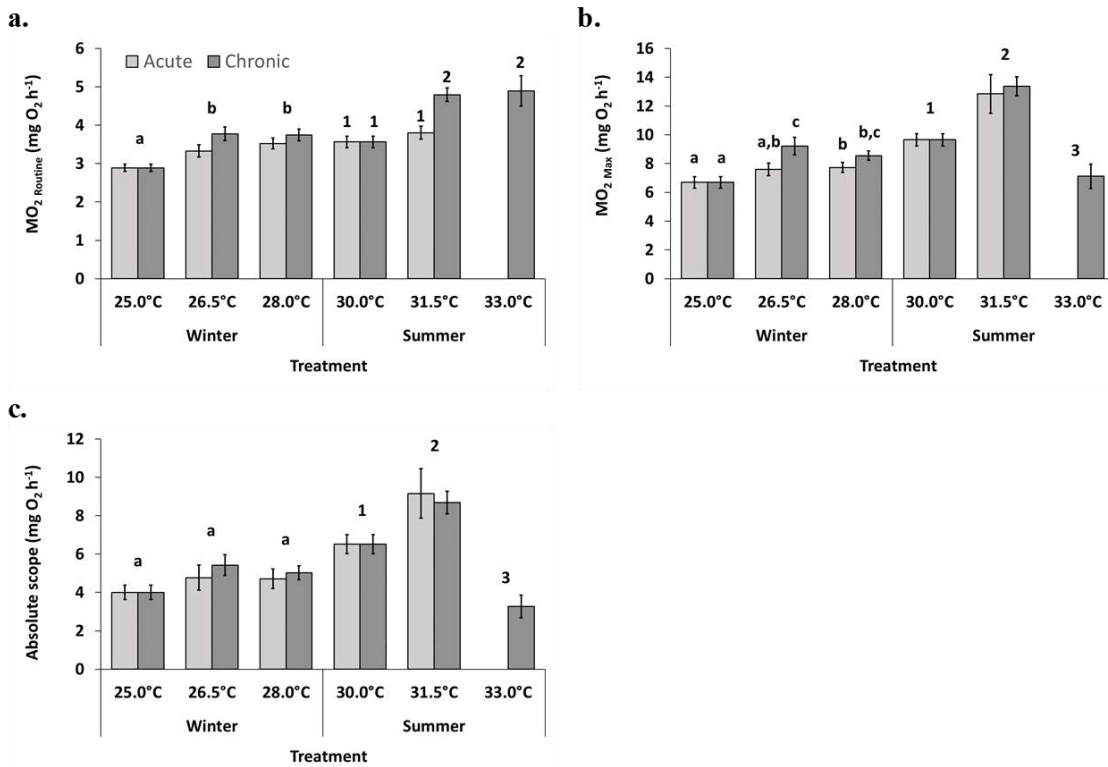 a.
MO2 Routine (mg O2 h-1)
6
5
4
3
2
1
0
Acute Chronic
a
b
b
1 1
1
2
2
25.0°C 26.5°C 28.0°C 30.0°C 31.5°C 33.0°C
Winter Summer
Treatment
b.
MO2 Max (mg O2 h-1)
16
14
12
10
8
6
4
2
0
a a
a,b
c
b
b,c
1
2
3
25.0°C 26.5°C 28.0°C 30.0°C 31.5°C 33.0°C
Winter Summer
Treatment
c.
Absolute scope (mg O2 h-1)
12
10
8
6
4
2
0
a
a
a
1
2
3
25.0°C 26.5°C 28.0°C 30.0°C 31.5°C 33.0°C
Winter Summer
Treatment